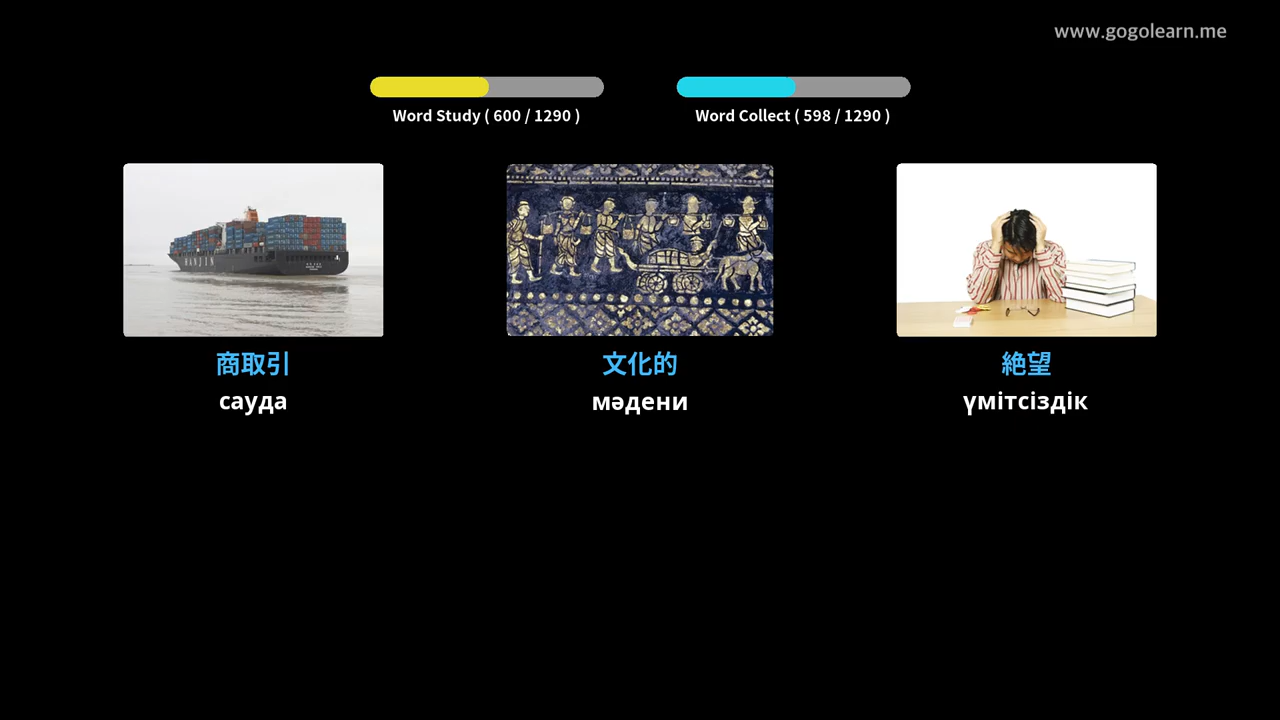 www.gogolearn.me
Word Study ( 600 / 1290 )
Word Collect ( 598 / 1290 )
HANJIN
商取引
文化的
絶望
сауда
мәдени
үмітсіздік